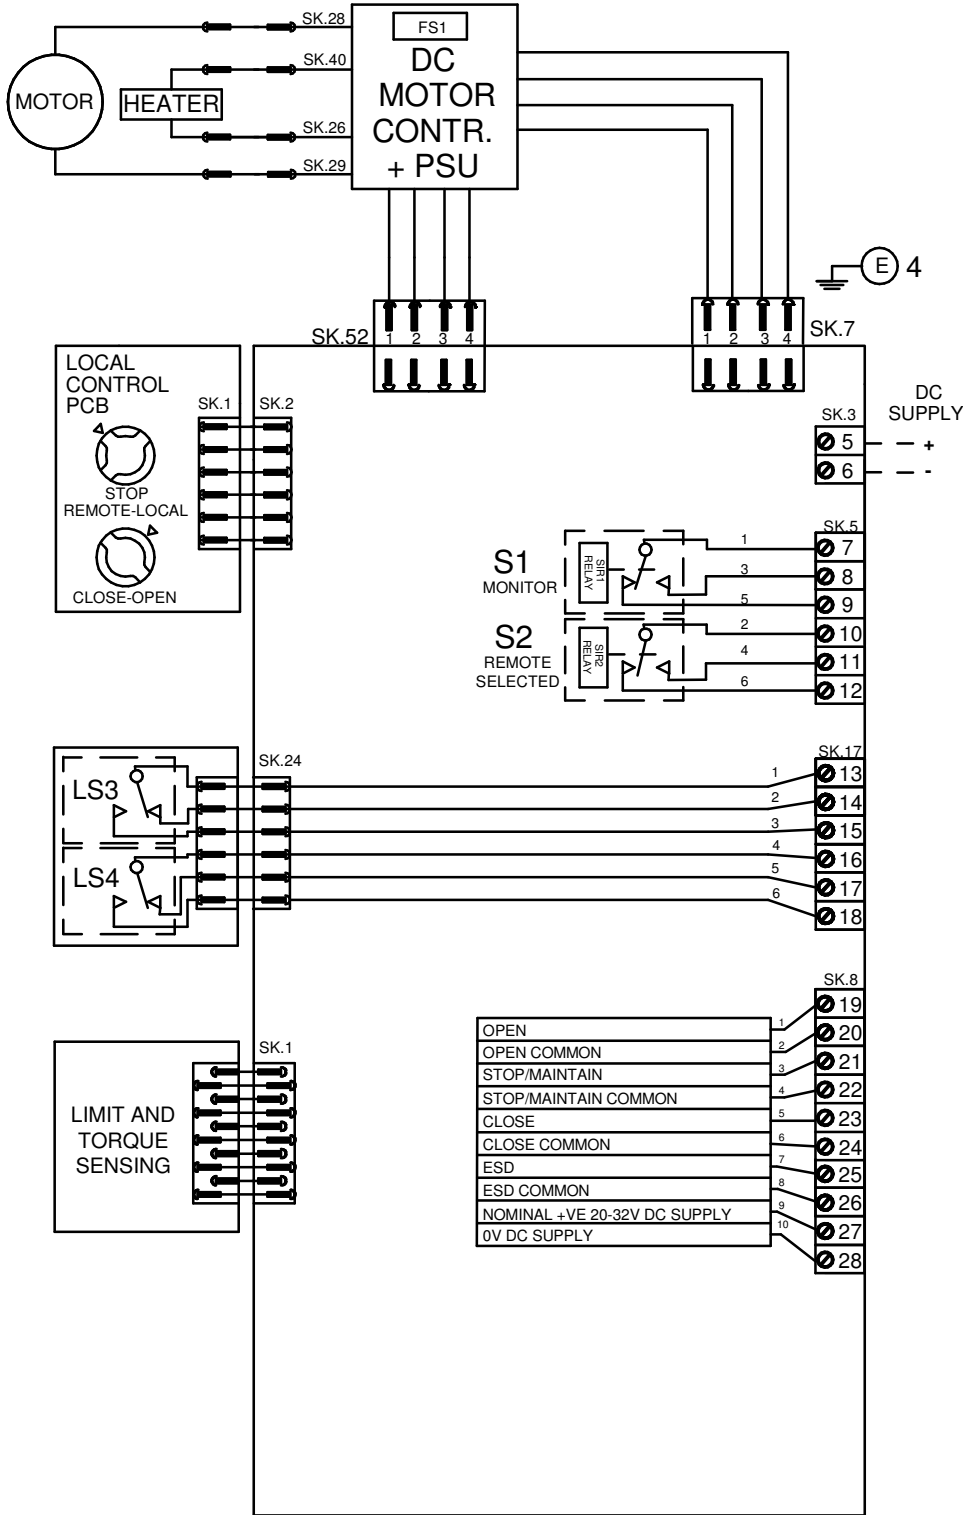 SK.28
FS1
SK.40
DC
MOTOR
CONTR.
+ PSU
MOTOR
HEATER
SK.26
SK.29
E 4
SK.52
1 2 3 4
1 2 3 4
SK.7
LOCAL
CONTROL
PCB
STOP
REMOTE-LOCAL
CLOSE-OPEN
SK.1
SK.2
DC
SUPPLY
SK.3
5 +
6 -
SK.5
S1
MONITOR
SIR1
RELAY
1 7
3 8
5 9
S2
REMOTE
SELECTED
SIR2
RELAY
2 10
4 11
6 12
LS3
LS4
SK.24
SK.17
1 13
2 14
3 15
4 16
5 17
6 18
LIMIT AND
TORQUE
SENSING
SK.1
SK.8
OPEN 1 19
OPEN COMMON 2 20
STOP/MAINTAIN 3 21
STOP/MAINTAIN COMMON 4 22
CLOSE 5 23
CLOSE COMMON 6 24
ESD 7 25
ESD COMMON 8 26
NOMINAL +VE 20-32V DC SUPPLY 9 27
0V DC SUPPLY 10 28